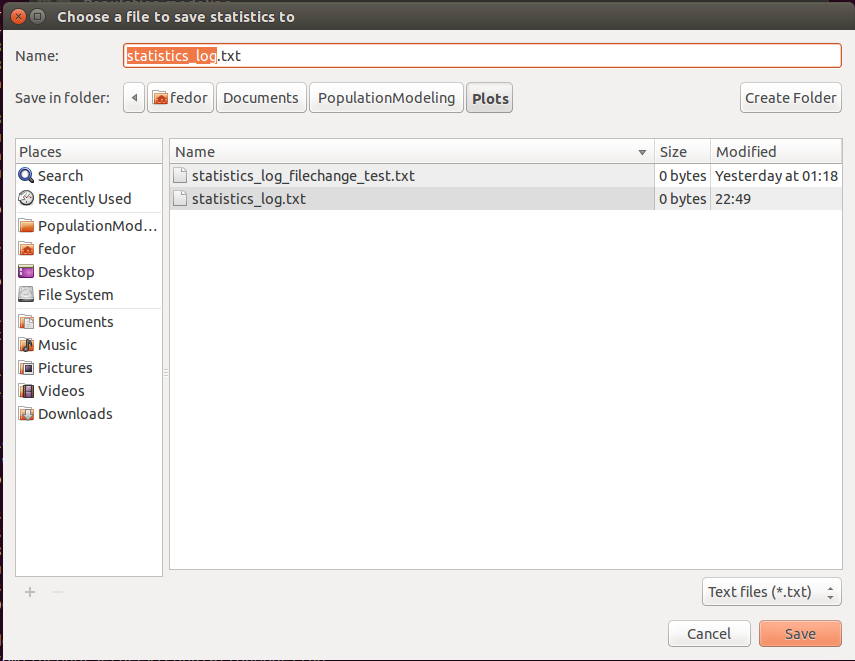 Choose a file to save statistics to
Name: statistics_log.txt
Save in folder: fedor Documents PopulationModeling Plots Create Folder
Places
Search
Recently Used
PopulationMod...
fedor
Desktop
File System
Documents
Music
Pictures
Videos
Downloads
Name Size Modified
statistics_log_filechange_test.txt 0 bytes Yesterday at 01:18
statistics_log.txt 0 bytes 22:49
Text files (*.txt)
Cancel Save